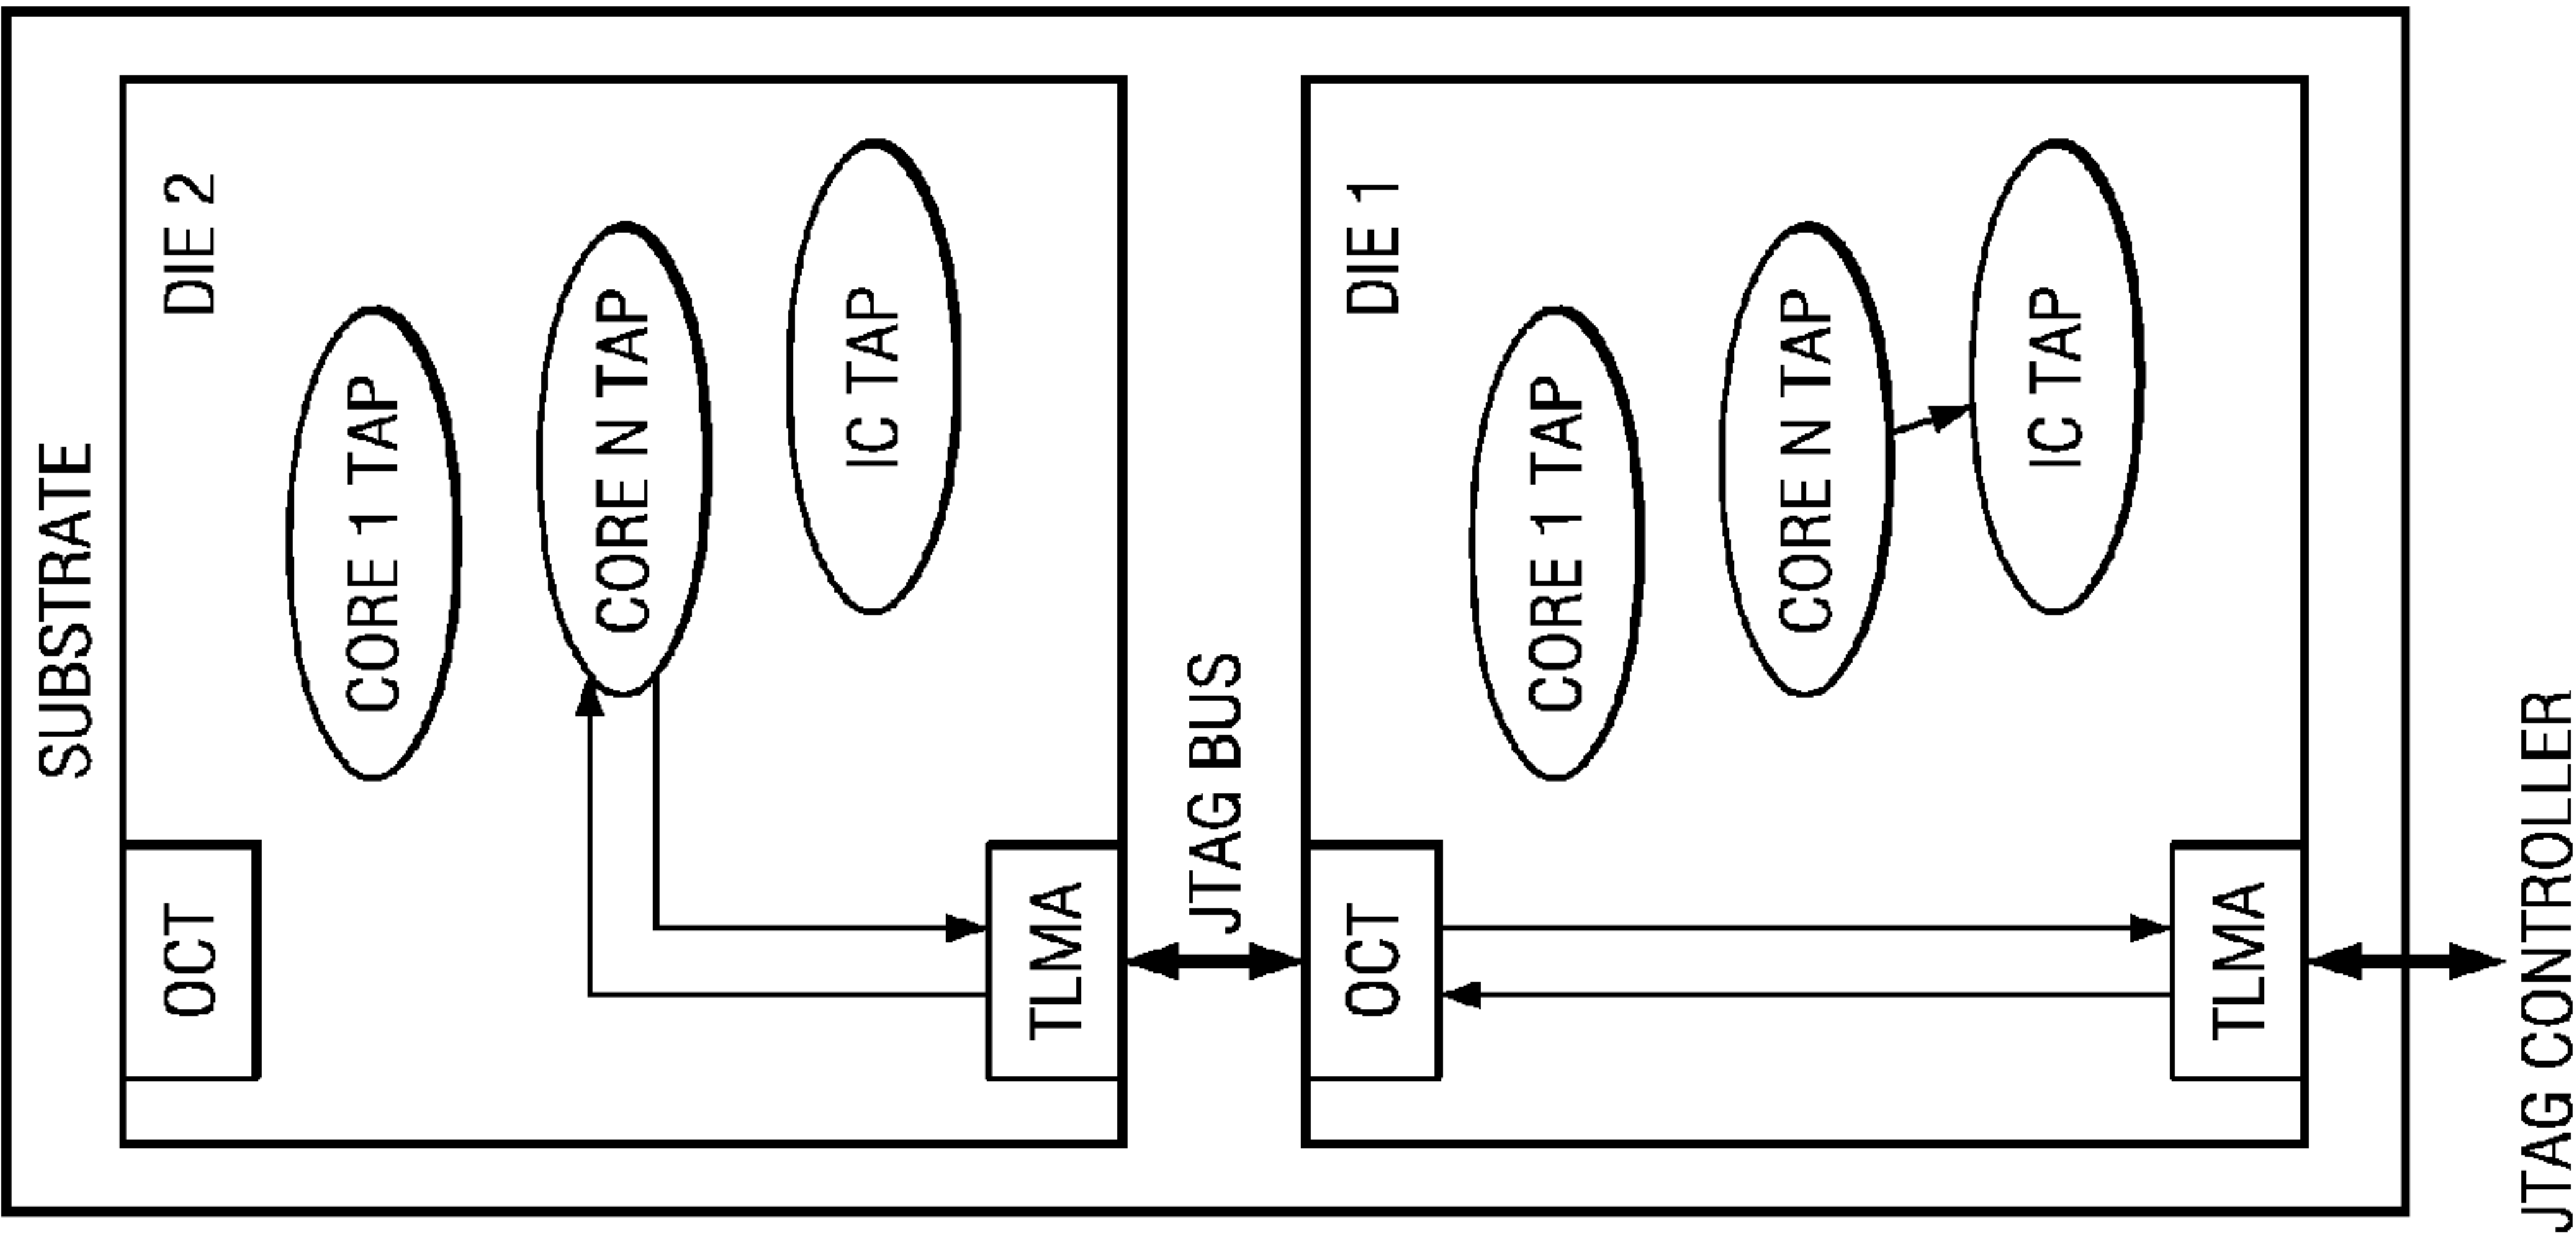 SUBSTRATE
DIE 2
OCT
CORE 1 TAP
CORE N TAP
IC TAP
TLMA
JTAG BUS
DIE 1
OCT
CORE 1 TAP
CORE N TAP
IC TAP
TLMA
JTAG CONTROLLER